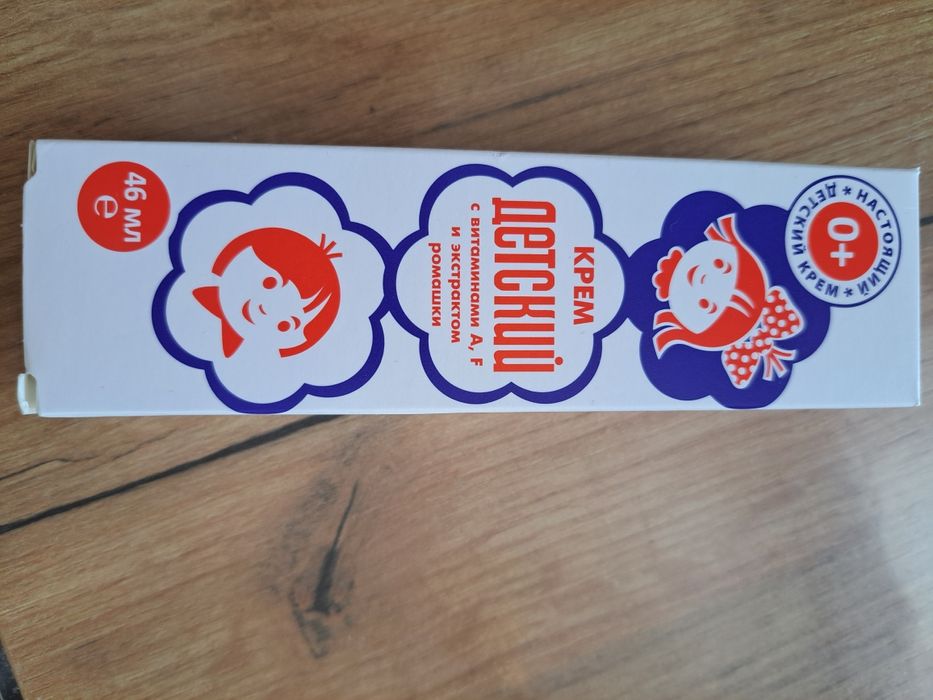 * НАСТОЯЩИЙ *
ДЕТСКИЙ КРЕМ
0+
КРЕМ
ДЕТСКИЙ
с витаминами А, F
и экстрактом
ромашки
46 мл
e